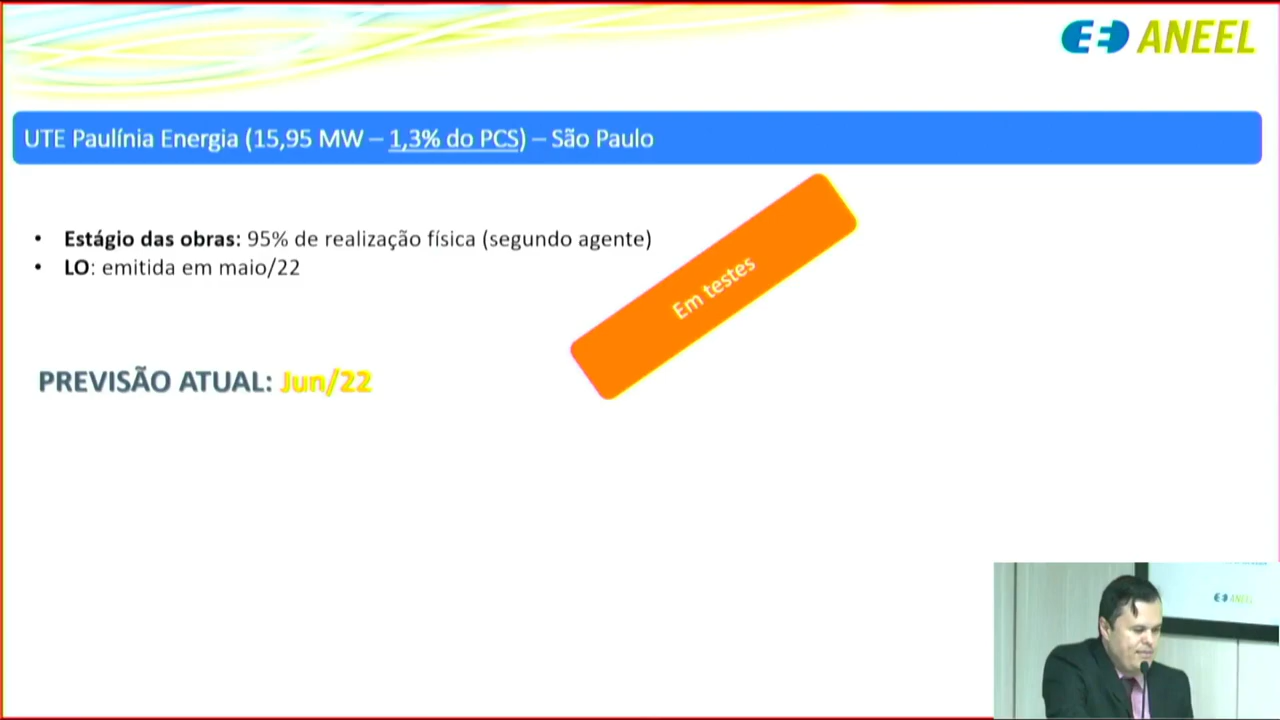 ANEEL
UTE Paulínia Energia (15,95 MW – 1,3% do PCS) – São Paulo
• Estágio das obras: 95% de realização física (segundo agente)
• LO: emitida em maio/22
Em testes
PREVISÃO ATUAL: Jun/22
ANEEL